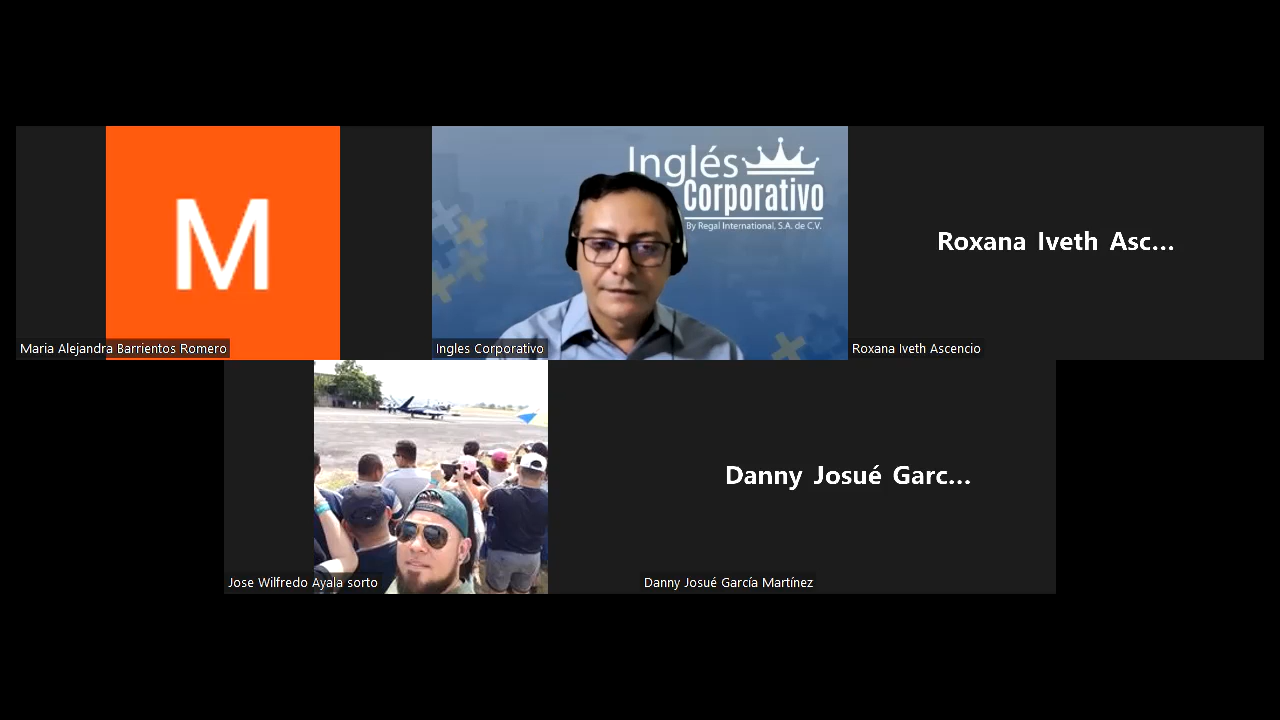 M
Inglés
Corporativo
By Regal International, S.A. de C.V.
Roxana Iveth Asc...
Maria Alejandra Barrientos Romero
Ingles Corporativo
Roxana Iveth Ascencio
Danny Josué Garc...
Jose Wilfredo Ayala sorto
Danny Josué García Martínez